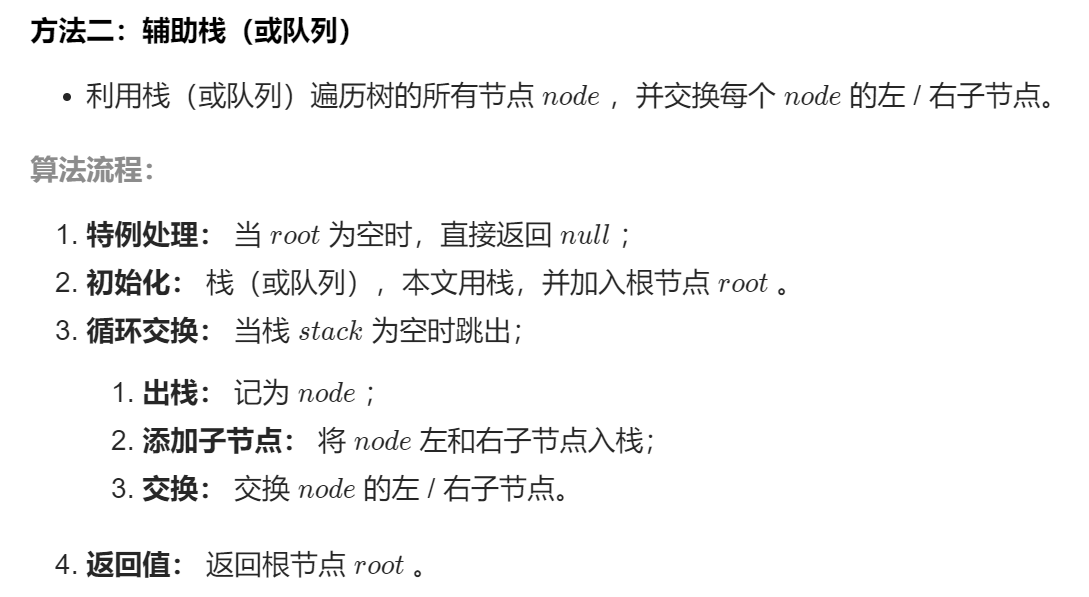 方法二：辅助栈（或队列）
• 利用栈（或队列）遍历树的所有节点 node ，并交换每个 node 的左 / 右子节点。
算法流程：
1. 特例处理： 当 root 为空时，直接返回 null ；
2. 初始化： 栈（或队列），本文用栈，并加入根节点 root 。
3. 循环交换： 当栈 stack 为空时跳出；
1. 出栈： 记为 node ；
2. 添加子节点： 将 node 左和右子节点入栈；
3. 交换： 交换 node 的左 / 右子节点。
4. 返回值： 返回根节点 root 。